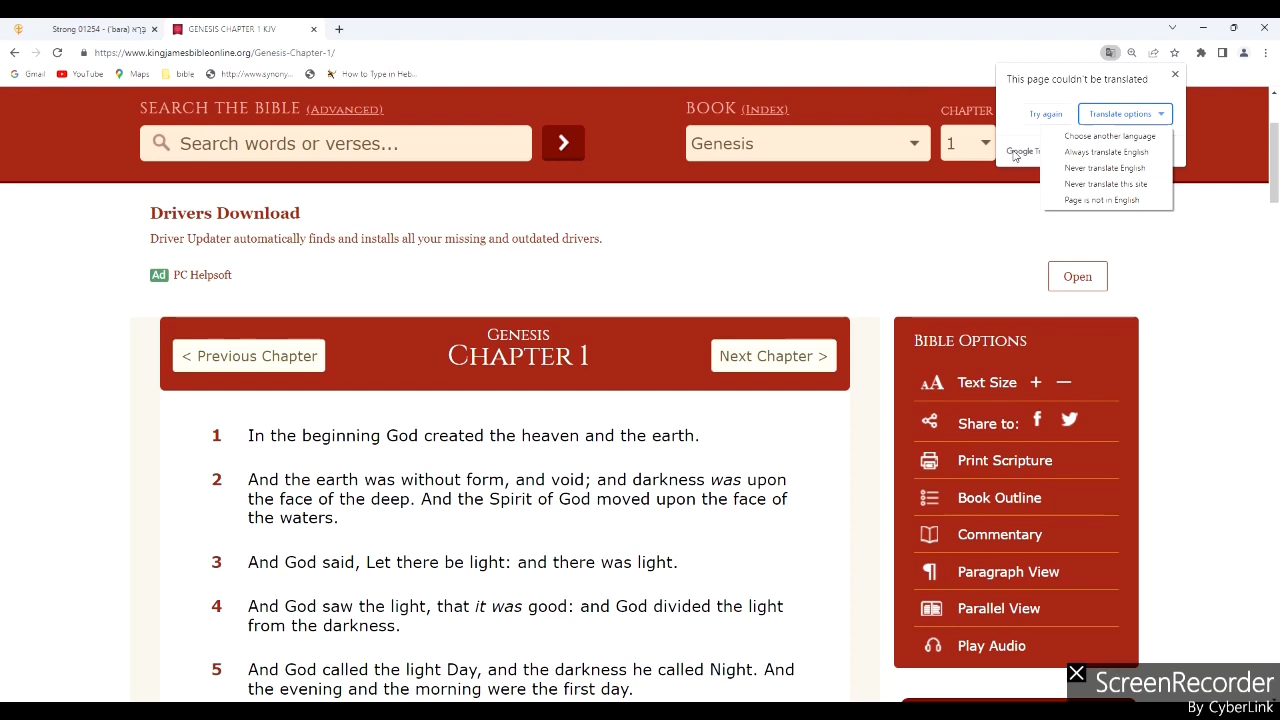 Strong 01254 - ('bara) בָּרָא
GENESIS CHAPTER 1 KJV
https://www.kingjamesbibleonline.org/Genesis-Chapter-1/
Gmail
YouTube
Maps
bible
http://www.synony...
How to Type in Heb...
This page couldn't be translated
Try again
Translate options
Choose another language
Always translate English
Never translate English
Never translate this site
Page is not in English
Google Tr
SEARCH THE BIBLE (ADVANCED)
BOOK (INDEX)
CHAPTER
Search words or verses...
Genesis
1
Drivers Download
Driver Updater automatically finds and installs all your missing and outdated drivers.
Ad PC Helpsoft
Open
GENESIS
CHAPTER 1
< Previous Chapter
Next Chapter >
1 In the beginning God created the heaven and the earth.
2 And the earth was without form, and void; and darkness was upon
the face of the deep. And the Spirit of God moved upon the face of
the waters.
3 And God said, Let there be light: and there was light.
4 And God saw the light, that it was good: and God divided the light
from the darkness.
5 And God called the light Day, and the darkness he called Night. And
the evening and the morning were the first day.
BIBLE OPTIONS
AA Text Size + —
Share to:
Print Scripture
Book Outline
Commentary
Paragraph View
Parallel View
Play Audio
ScreenRecorder
By CyberLink